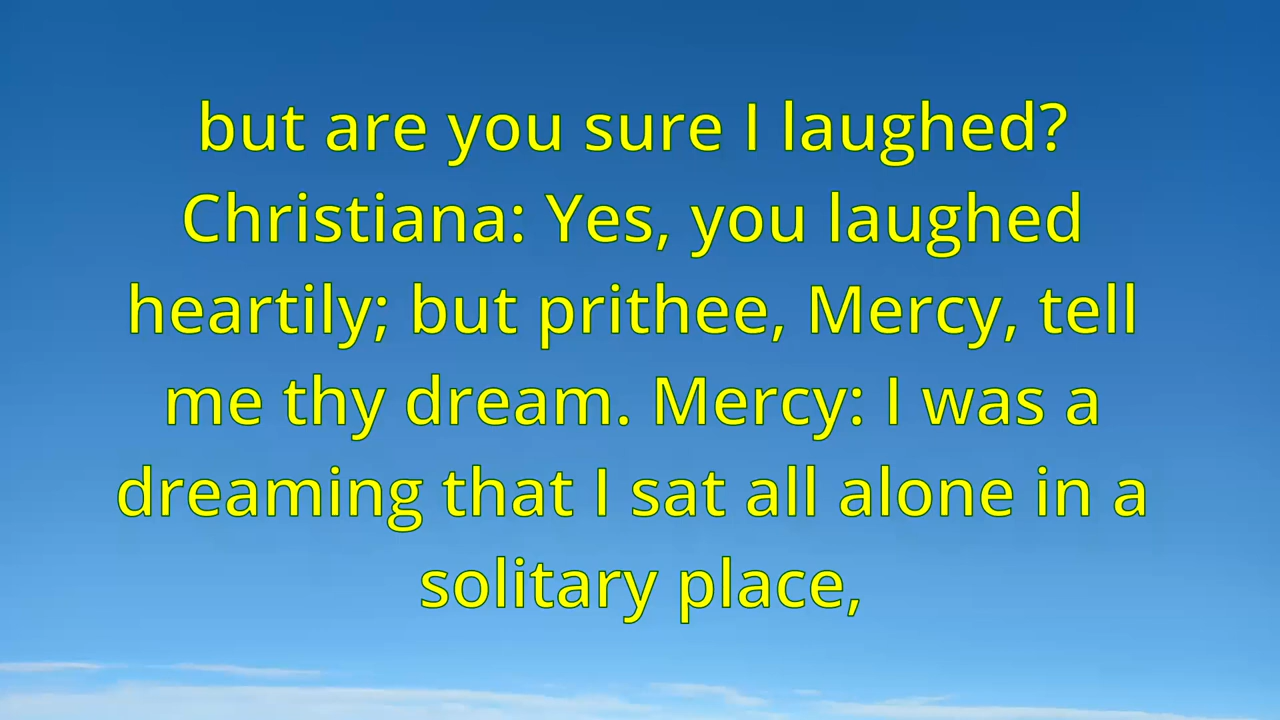 but are you sure I laughed?
Christiana: Yes, you laughed
heartily; but prithee, Mercy, tell
me thy dream. Mercy: I was a
dreaming that I sat all alone in a
solitary place,